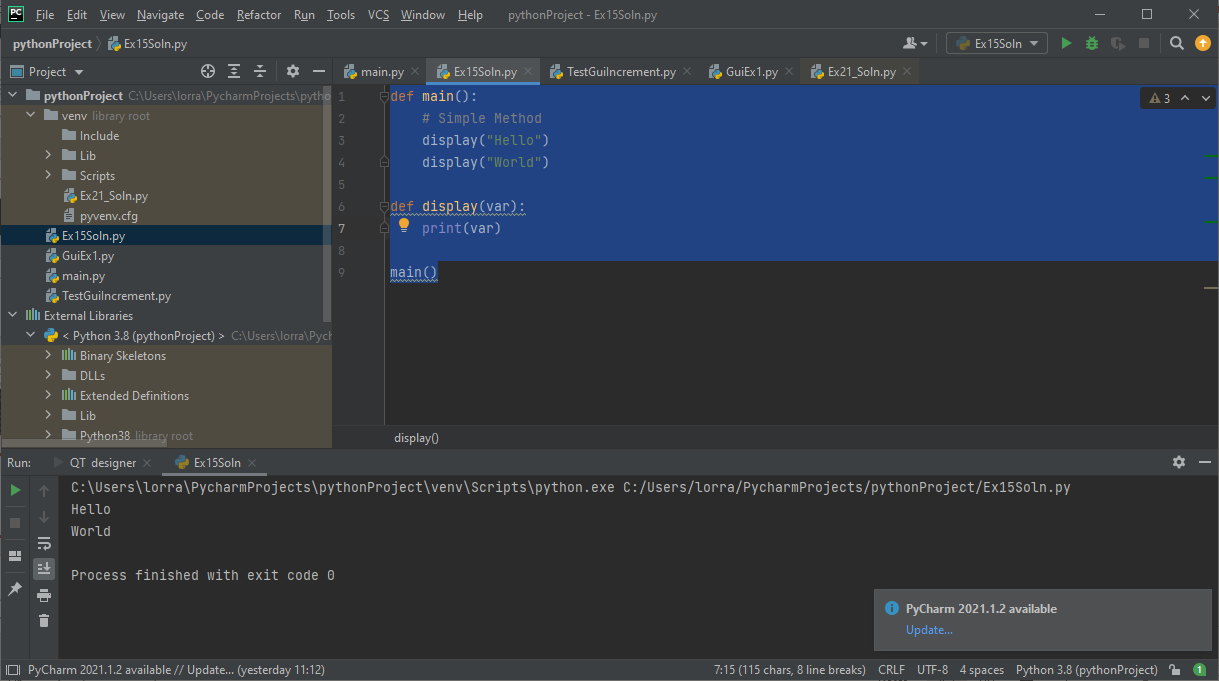 PC File Edit View Navigate Code Refactor Run Tools VCS Window Help pythonProject - Ex15Soln.py
pythonProject Ex15Soln.py Ex15Soln
Project main.py Ex15Soln.py TestGuiIncrement.py GuiEx1.py Ex21_Soln.py
pythonProject C:\Users\lorra\PycharmProjects\pytho
venv library root
Include
Lib
Scripts
Ex21_Soln.py
pyvenv.cfg
Ex15Soln.py
GuiEx1.py
main.py
TestGuiIncrement.py
External Libraries
< Python 3.8 (pythonProject) > C:\Users\lorra\Pych
Binary Skeletons
DLLs
Extended Definitions
Lib
Python38 library root
1 def main():
2 # Simple Method
3 display("Hello")
4 display("World")
5
6 def display(var):
7 print(var)
8
9 main()
3
display()
Run: QT designer Ex15Soln
C:\Users\lorra\PycharmProjects\pythonProject\venv\Scripts\python.exe C:/Users/lorra/PycharmProjects/pythonProject/Ex15Soln.py
Hello
World
Process finished with exit code 0
PyCharm 2021.1.2 available
Update...
PyCharm 2021.1.2 available // Update... (yesterday 11:12) 7:15 (115 chars, 8 line breaks) CRLF UTF-8 4 spaces Python 3.8 (pythonProject) 1